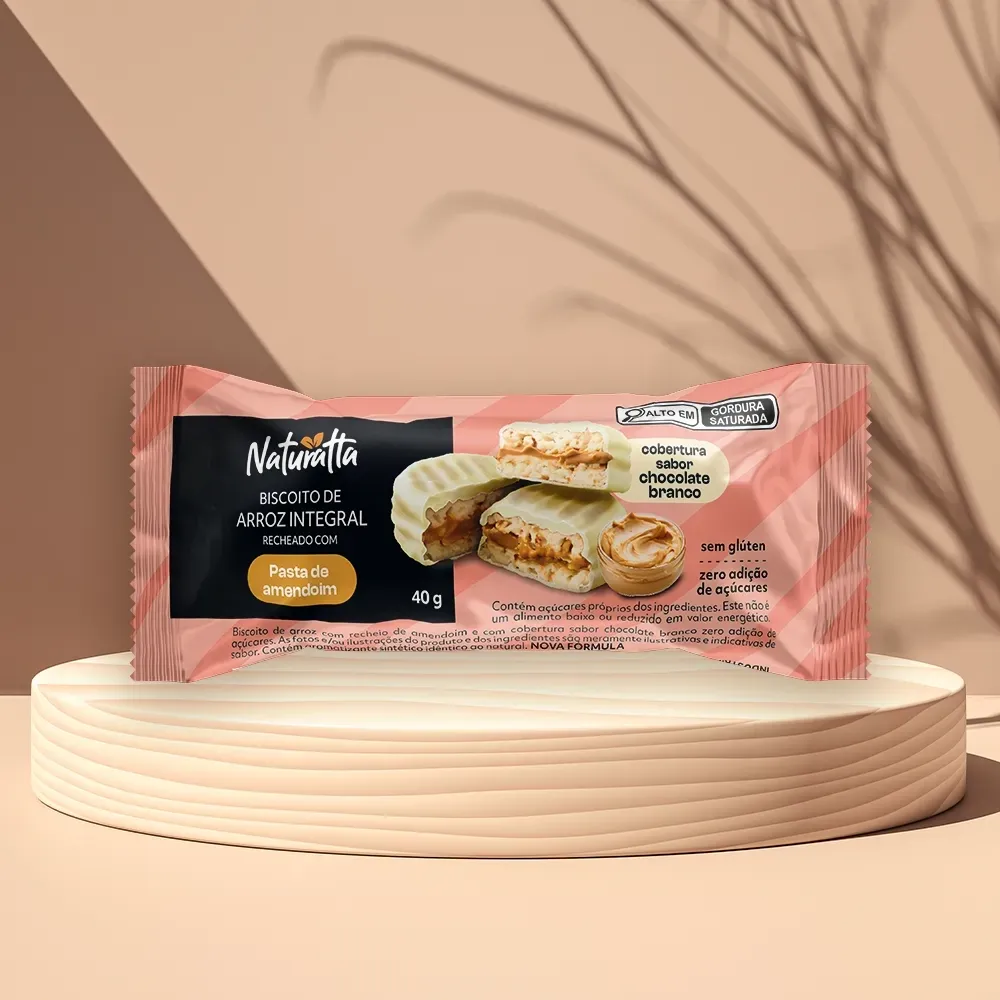 Naturatta
BISCOITO DE
ARROZ INTEGRAL
RECHEADO COM
Pasta de
amendoim
40 g
ALTO EM
GORDURA
SATURADA
cobertura
sabor
chocolate
branco
sem glúten
zero adição
de açúcares
Contém açúcares próprios dos ingredientes. Este não é
um alimento baixo ou reduzido em valor energético.
Biscoito de arroz com recheio de amendoim e com cobertura sabor chocolate branco zero adição de
açúcares. As fotos e/ou ilustrações do produto e dos ingredientes são meramente ilustrativas e indicativas de
sabor. Contém aromatizante sintético idêntico ao natural. NOVA FÓRMULA